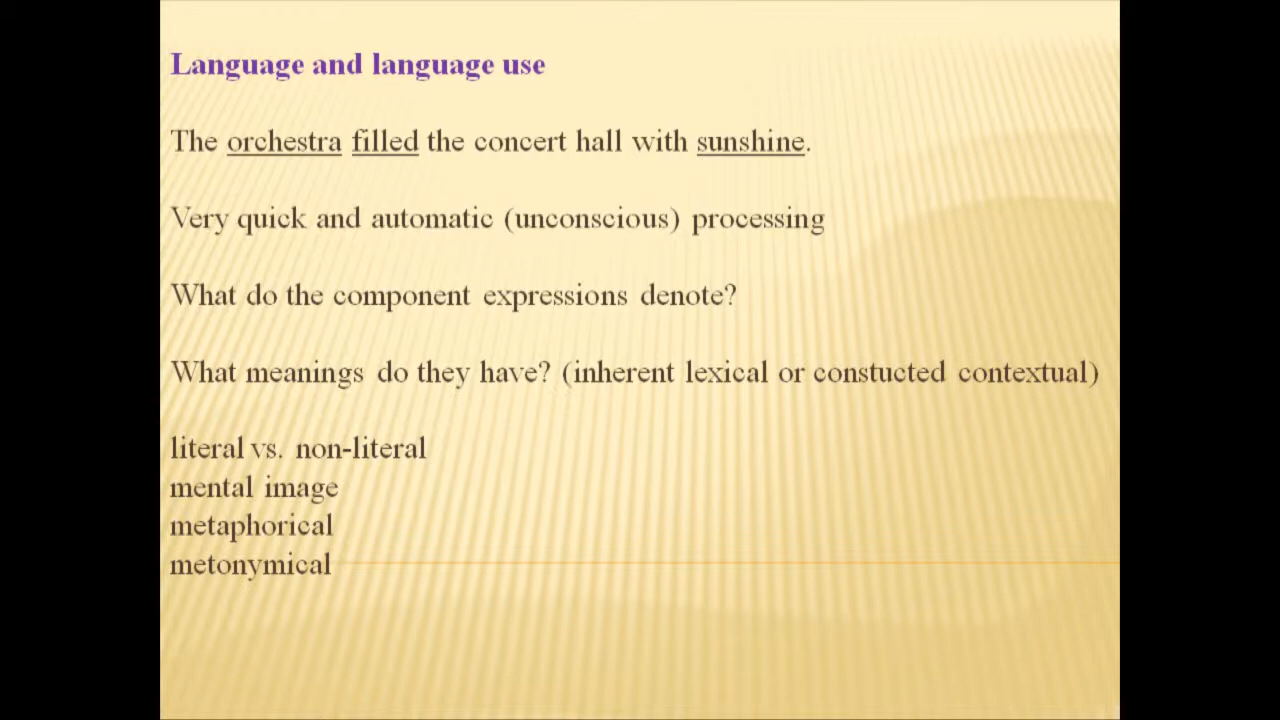 Language and language use
The orchestra filled the concert hall with sunshine.
Very quick and automatic (unconscious) processing
What do the component expressions denote?
What meanings do they have? (inherent lexical or constucted contextual)
literal vs. non-literal
mental image
metaphorical
metonymical